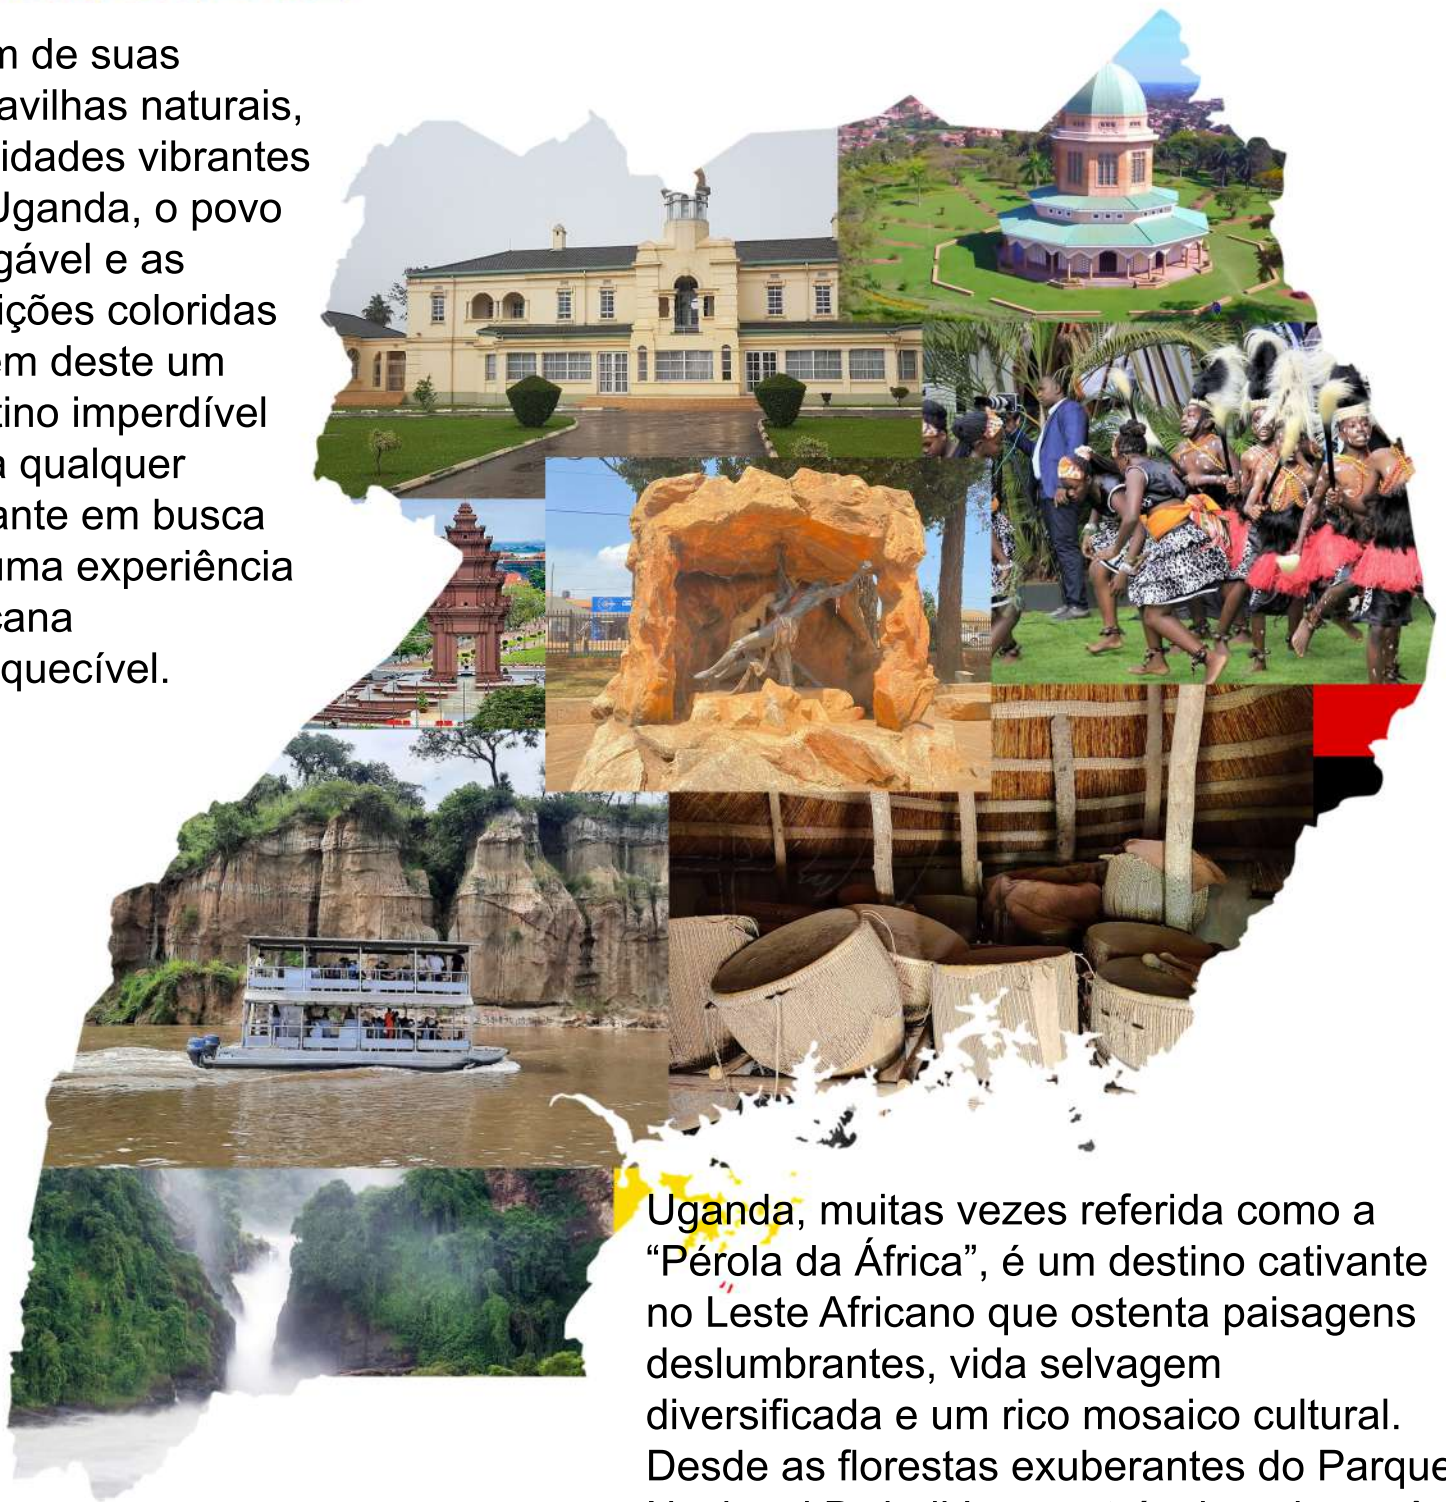 m de suas
avilhas naturais,
idades vibrantes
Uganda, o povo
gável e as
ições coloridas
em deste um
tino imperdível
a qualquer
ante em busca
uma experiência
cana
quecível.
Uganda, muitas vezes referida como a
“Pérola da África”, é um destino cativante
no Leste Africano que ostenta paisagens
deslumbrantes, vida selvagem
diversificada e um rico mosaico cultural.
Desde as florestas exuberantes do Parque